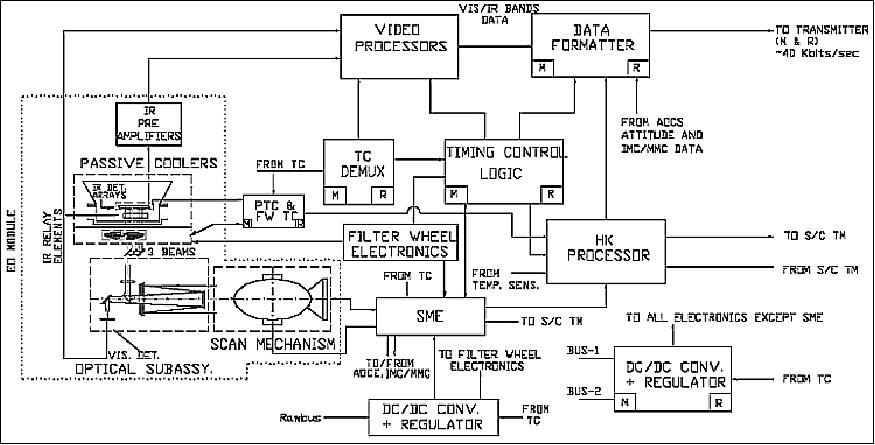 VIS/IR BANDS
DATA
VIDEO
PROCESSORS
DATA
FORMATTER
M
R
TO TRANSMITTER
(M & R)
~40 Kbits/sec
IR
PRE
AMPLIFIERS
PASSIVE COOLERS
IR DET.
ARRAYS
FROM TC
TC
DEMUX
M
R
TIMING CONTROL
LOGIC
M
R
FROM AOCS
ATTITUDE AND
IMC/MMC DATA
PTC &
FW TC
M
R
EO MODULE
IR RELAY
ELEMENTS
FILTER WHEEL
ELECTRONICS
HK
PROCESSOR
TO S/C TM
FROM S/C TM
3 BEAMS
FROM TC
FROM
TEMP. SENS.
SME
TO S/C TM
SCAN MECHANISM
VIS. DET.
OPTICAL SUBASSY.
TO/FROM
AOCE,IMC/MMC
TO FILTER WHEEL
ELECTRONICS
TO ALL ELECTRONICS EXCEPT SME
BUS-1
BUS-2
DC/DC CONV.
+ REGULATOR
M
R
FROM TC
Rawbus
DC/DC CONV.
+ REGULATOR
FROM
TC